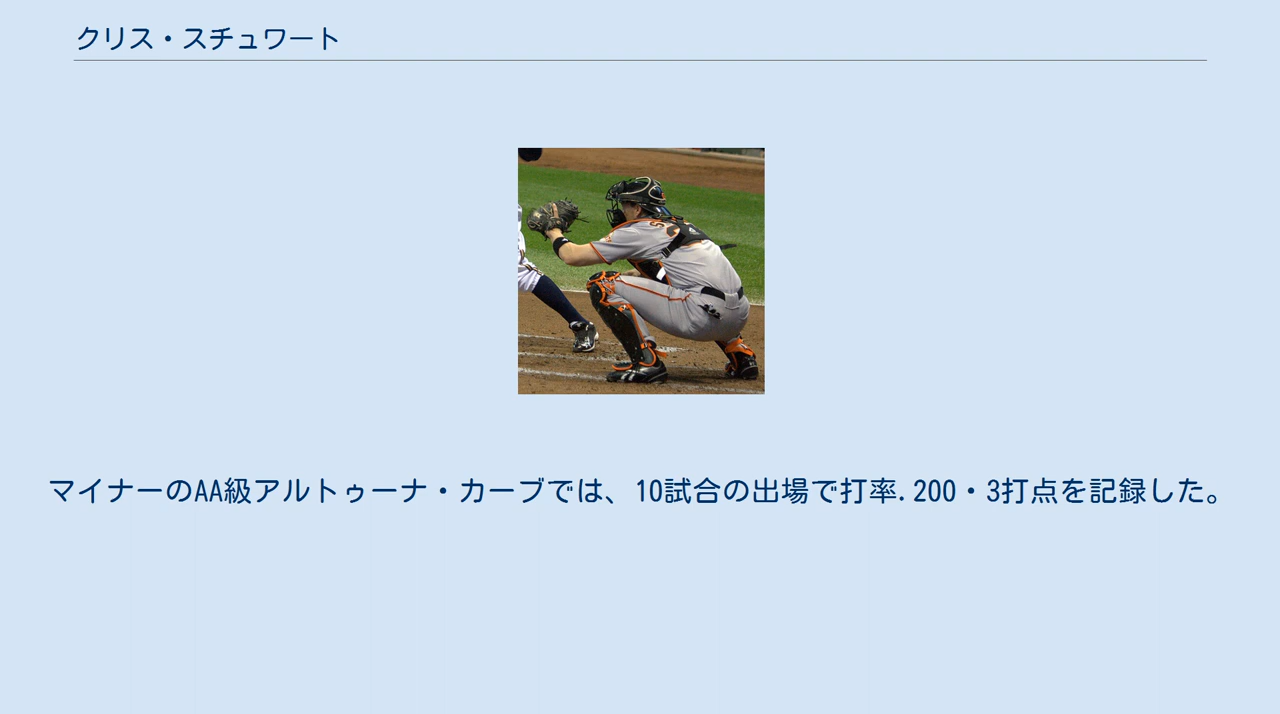 クリス・スチュワート
マイナーのAA級アルトゥーナ・カーブでは、10試合の出場で打率.200・3打点を記録した。